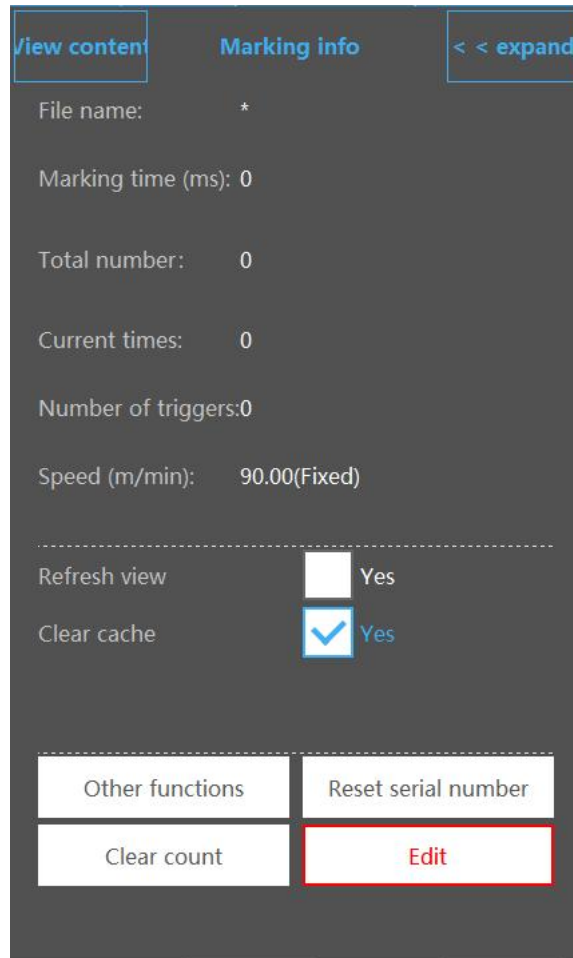 View content Marking info < < expand
File name: *
Marking time (ms): 0
Total number: 0
Current times: 0
Number of triggers:0
Speed (m/min): 90.00(Fixed)
Refresh view Yes
Clear cache Yes
Other functions Reset serial number
Clear count Edit